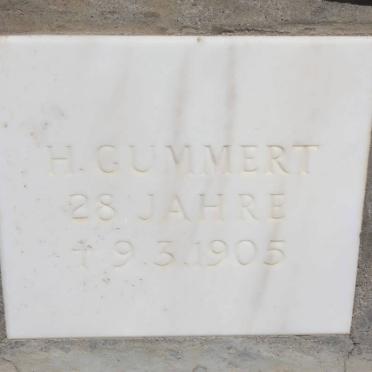 H. GUMMERT
28 JAHRE
† 9.3.1905